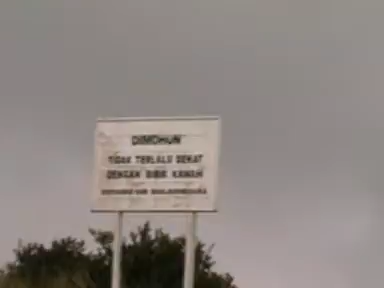 DIMOHON
TIDAK TERLALU DEKAT
DENGAN BIBIR KAWAH